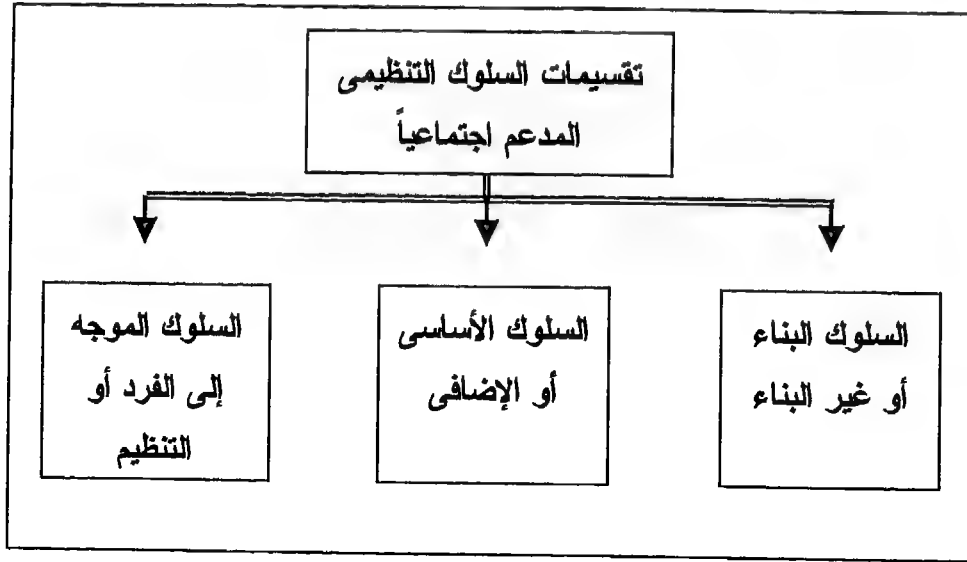 تقسيمات السلوك التنظيمى
المدعم اجتماعياً
السلوك البناء
أو غير البناء
السلوك الأساسى
أو الإضافى
السلوك الموجه
إلى الفرد أو
التنظيم